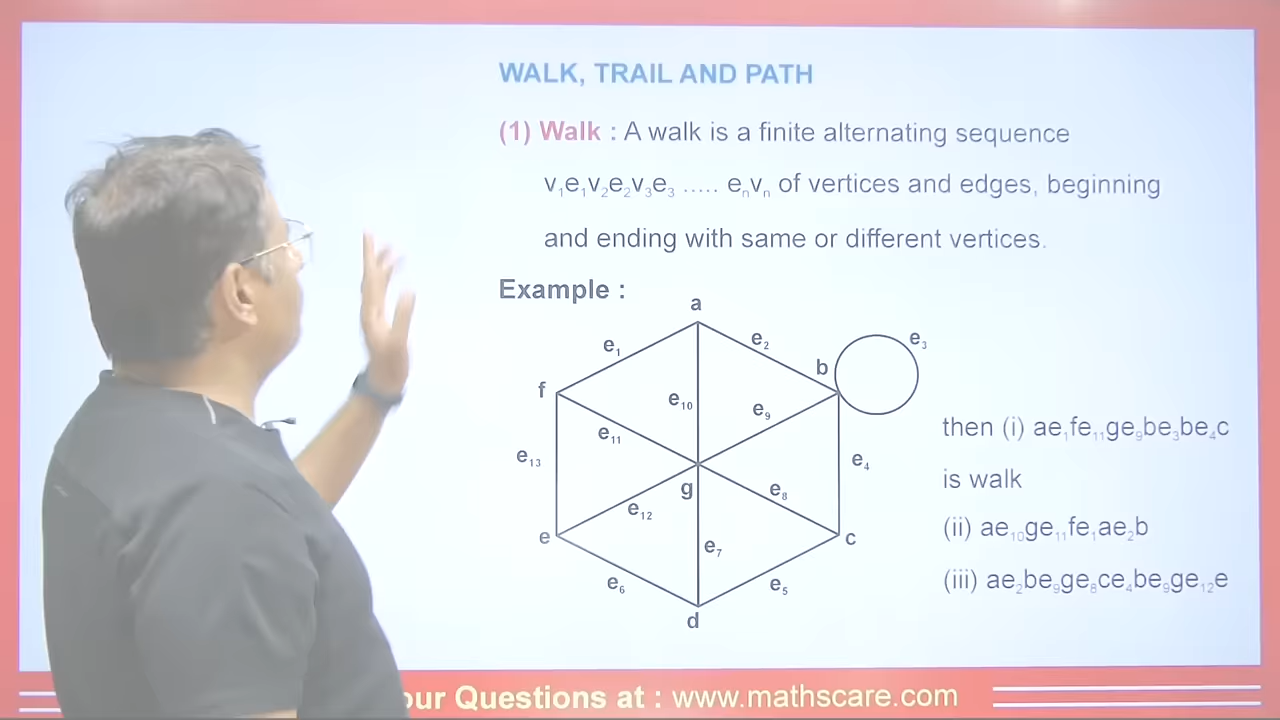 WALK, TRAIL AND PATH
(1) Walk : A walk is a finite alternating sequence
v₁e₁v₂e₂v₃e₃ ..... eₙvₙ of vertices and edges, beginning
and ending with same or different vertices.
Example :
a
e₁
e₂
b
e₃
f
e₁₀
e₉
e₁₁
e₁₃
e₄
g
e₈
e₁₂
e
c
e₇
e₆
e₅
d
then (i) ae₁fe₁₁ge₉be₃be₄c
is walk
(ii) ae₁₀ge₁₁fe₁ae₂b
(iii) ae₂be₉ge₈ce₄be₉ge₁₂e
our Questions at : www.mathscare.com